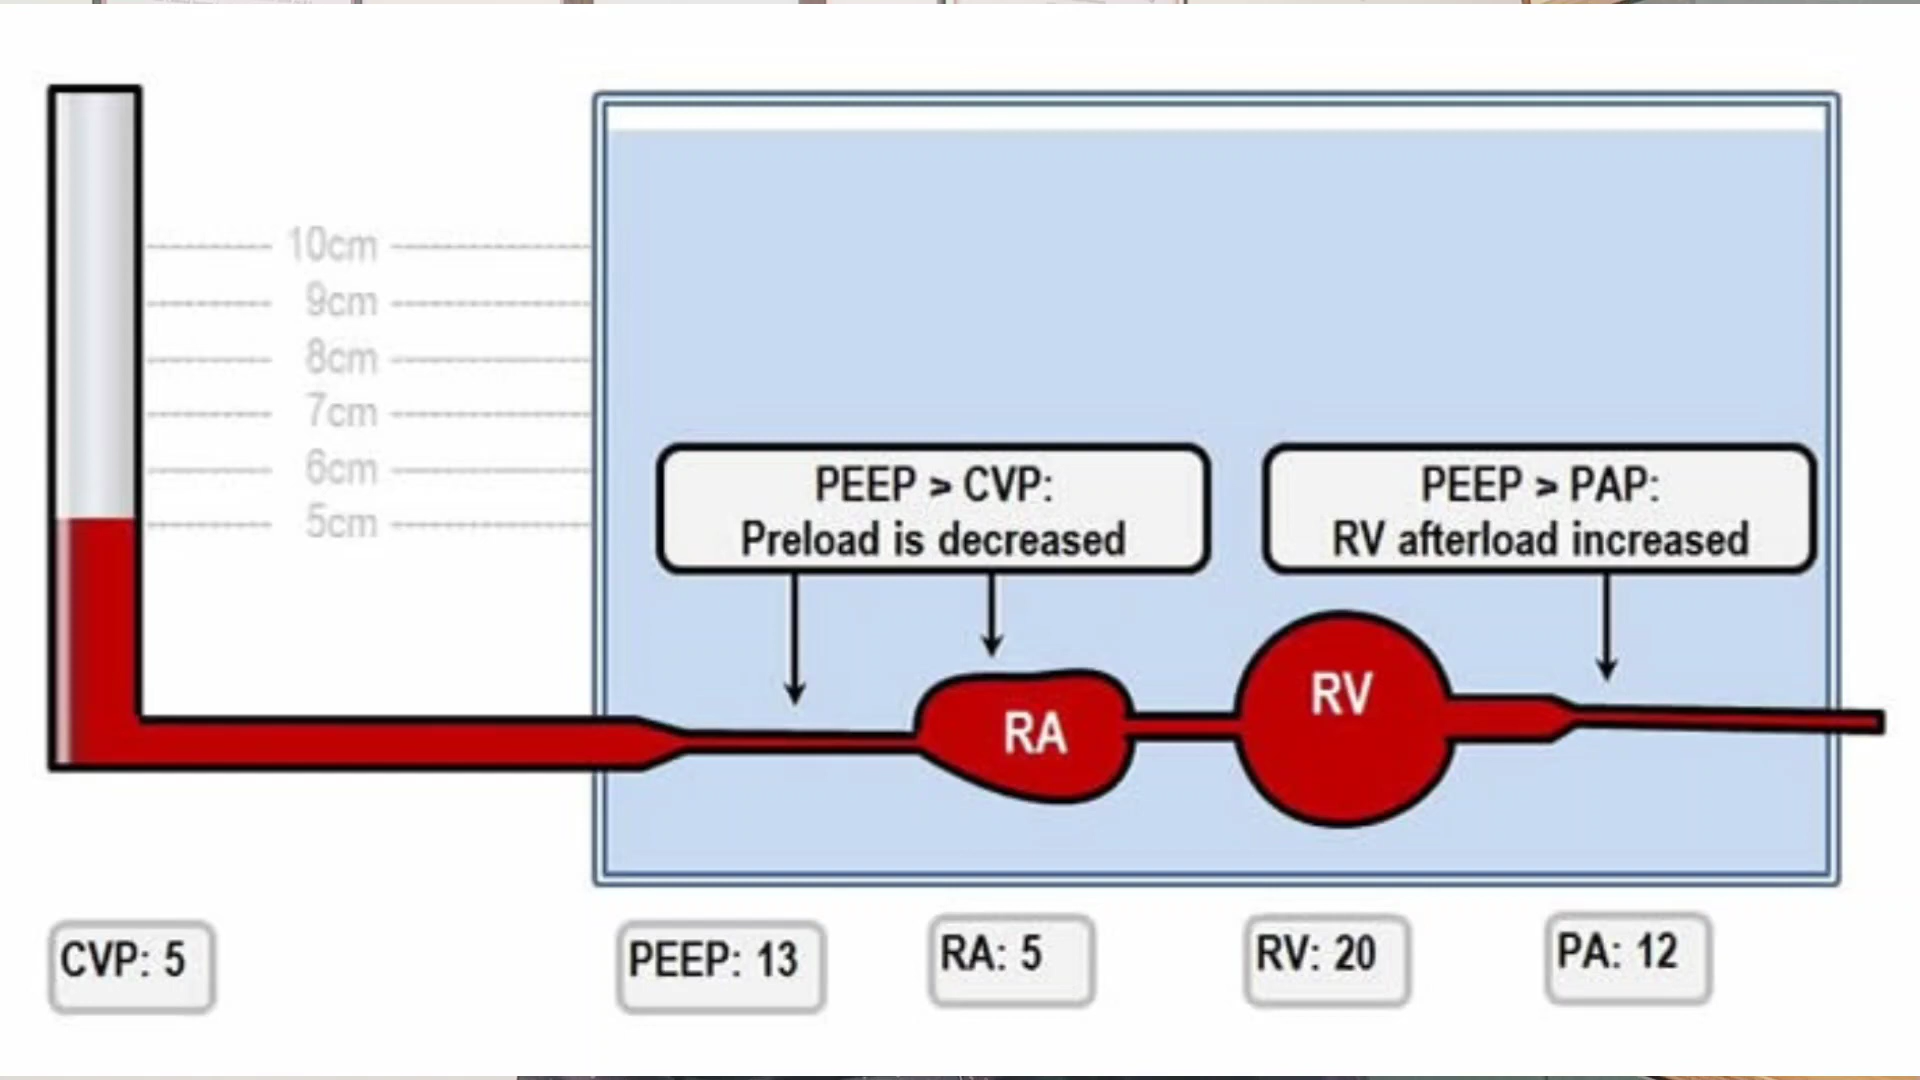 10cm
9cm
8cm
7cm
6cm
5cm
PEEP > CVP:
Preload is decreased
PEEP > PAP:
RV afterload increased
RA
RV
CVP: 5
PEEP: 13
RA: 5
RV: 20
PA: 12